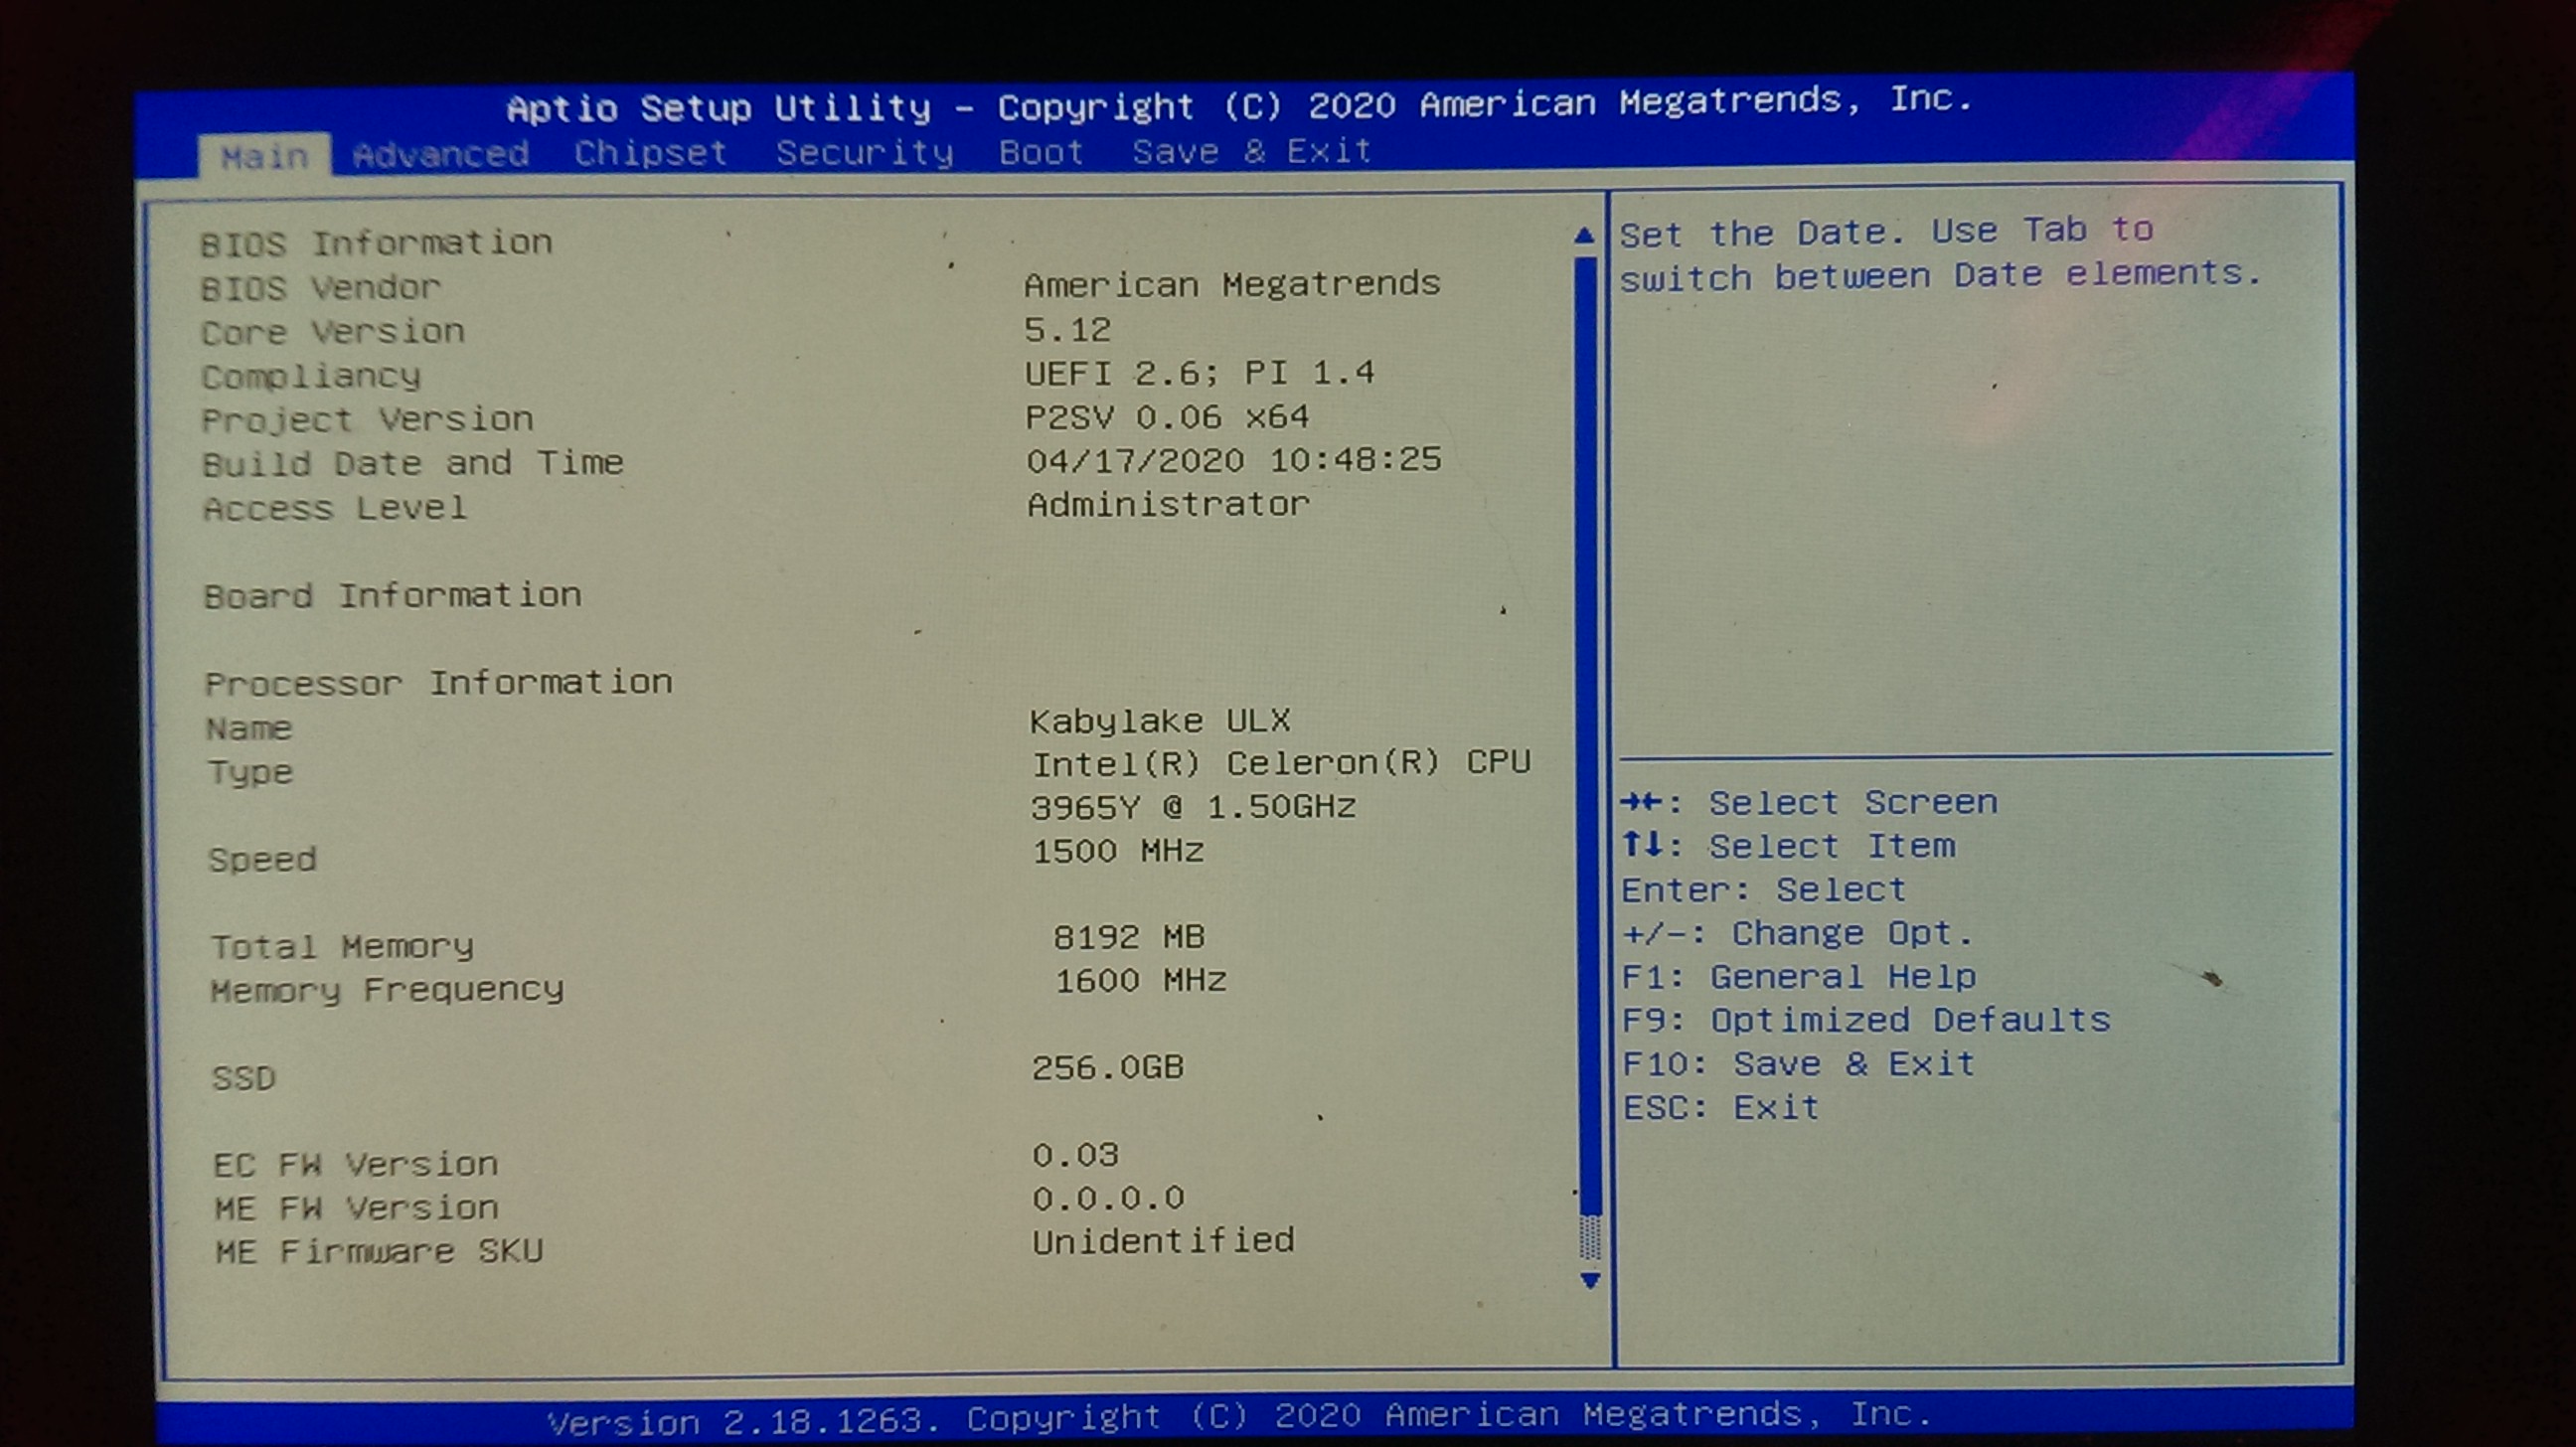 Aptio Setup Utility - Copyright (C) 2020 American Megatrends, Inc.
Main Advanced Chipset Security Boot Save & Exit
BIOS Information
BIOS Vendor American Megatrends
Core Version 5.12
Compliancy UEFI 2.6; PI 1.4
Project Version P2SV 0.06 x64
Build Date and Time 04/17/2020 10:48:25
Access Level Administrator
Board Information
Processor Information
Name Kabylake ULX
Type Intel(R) Celeron(R) CPU
3965Y @ 1.50GHz
Speed 1500 MHz
Total Memory 8192 MB
Memory Frequency 1600 MHz
SSD 256.0GB
EC FW Version 0.03
ME FW Version 0.0.0.0
ME Firmware SKU Unidentified
Set the Date. Use Tab to
switch between Date elements.
→←: Select Screen
↑↓: Select Item
Enter: Select
+/-: Change Opt.
F1: General Help
F9: Optimized Defaults
F10: Save & Exit
ESC: Exit
Version 2.18.1263. Copyright (C) 2020 American Megatrends, Inc.